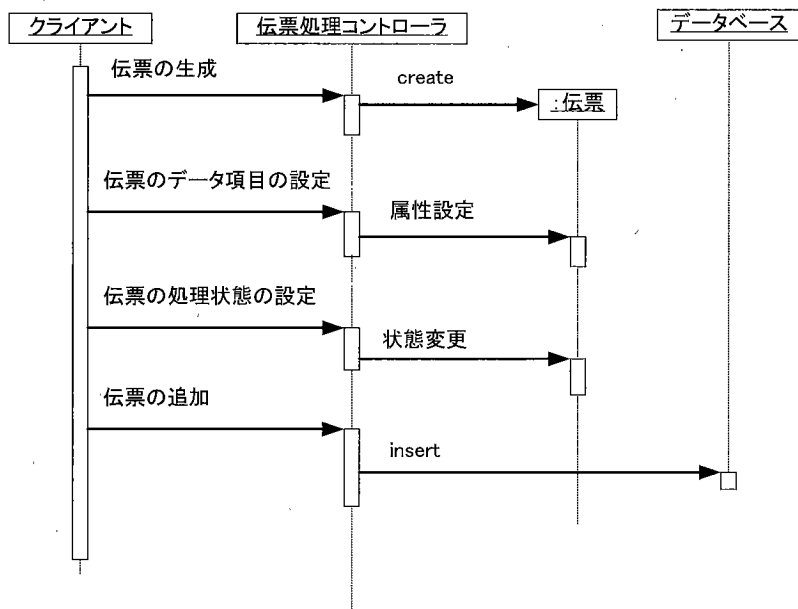 クライアント
伝票処理コントローラ
データベース
伝票の生成
create
:伝票
伝票のデータ項目の設定
属性設定
伝票の処理状態の設定
状態変更
伝票の追加
insert